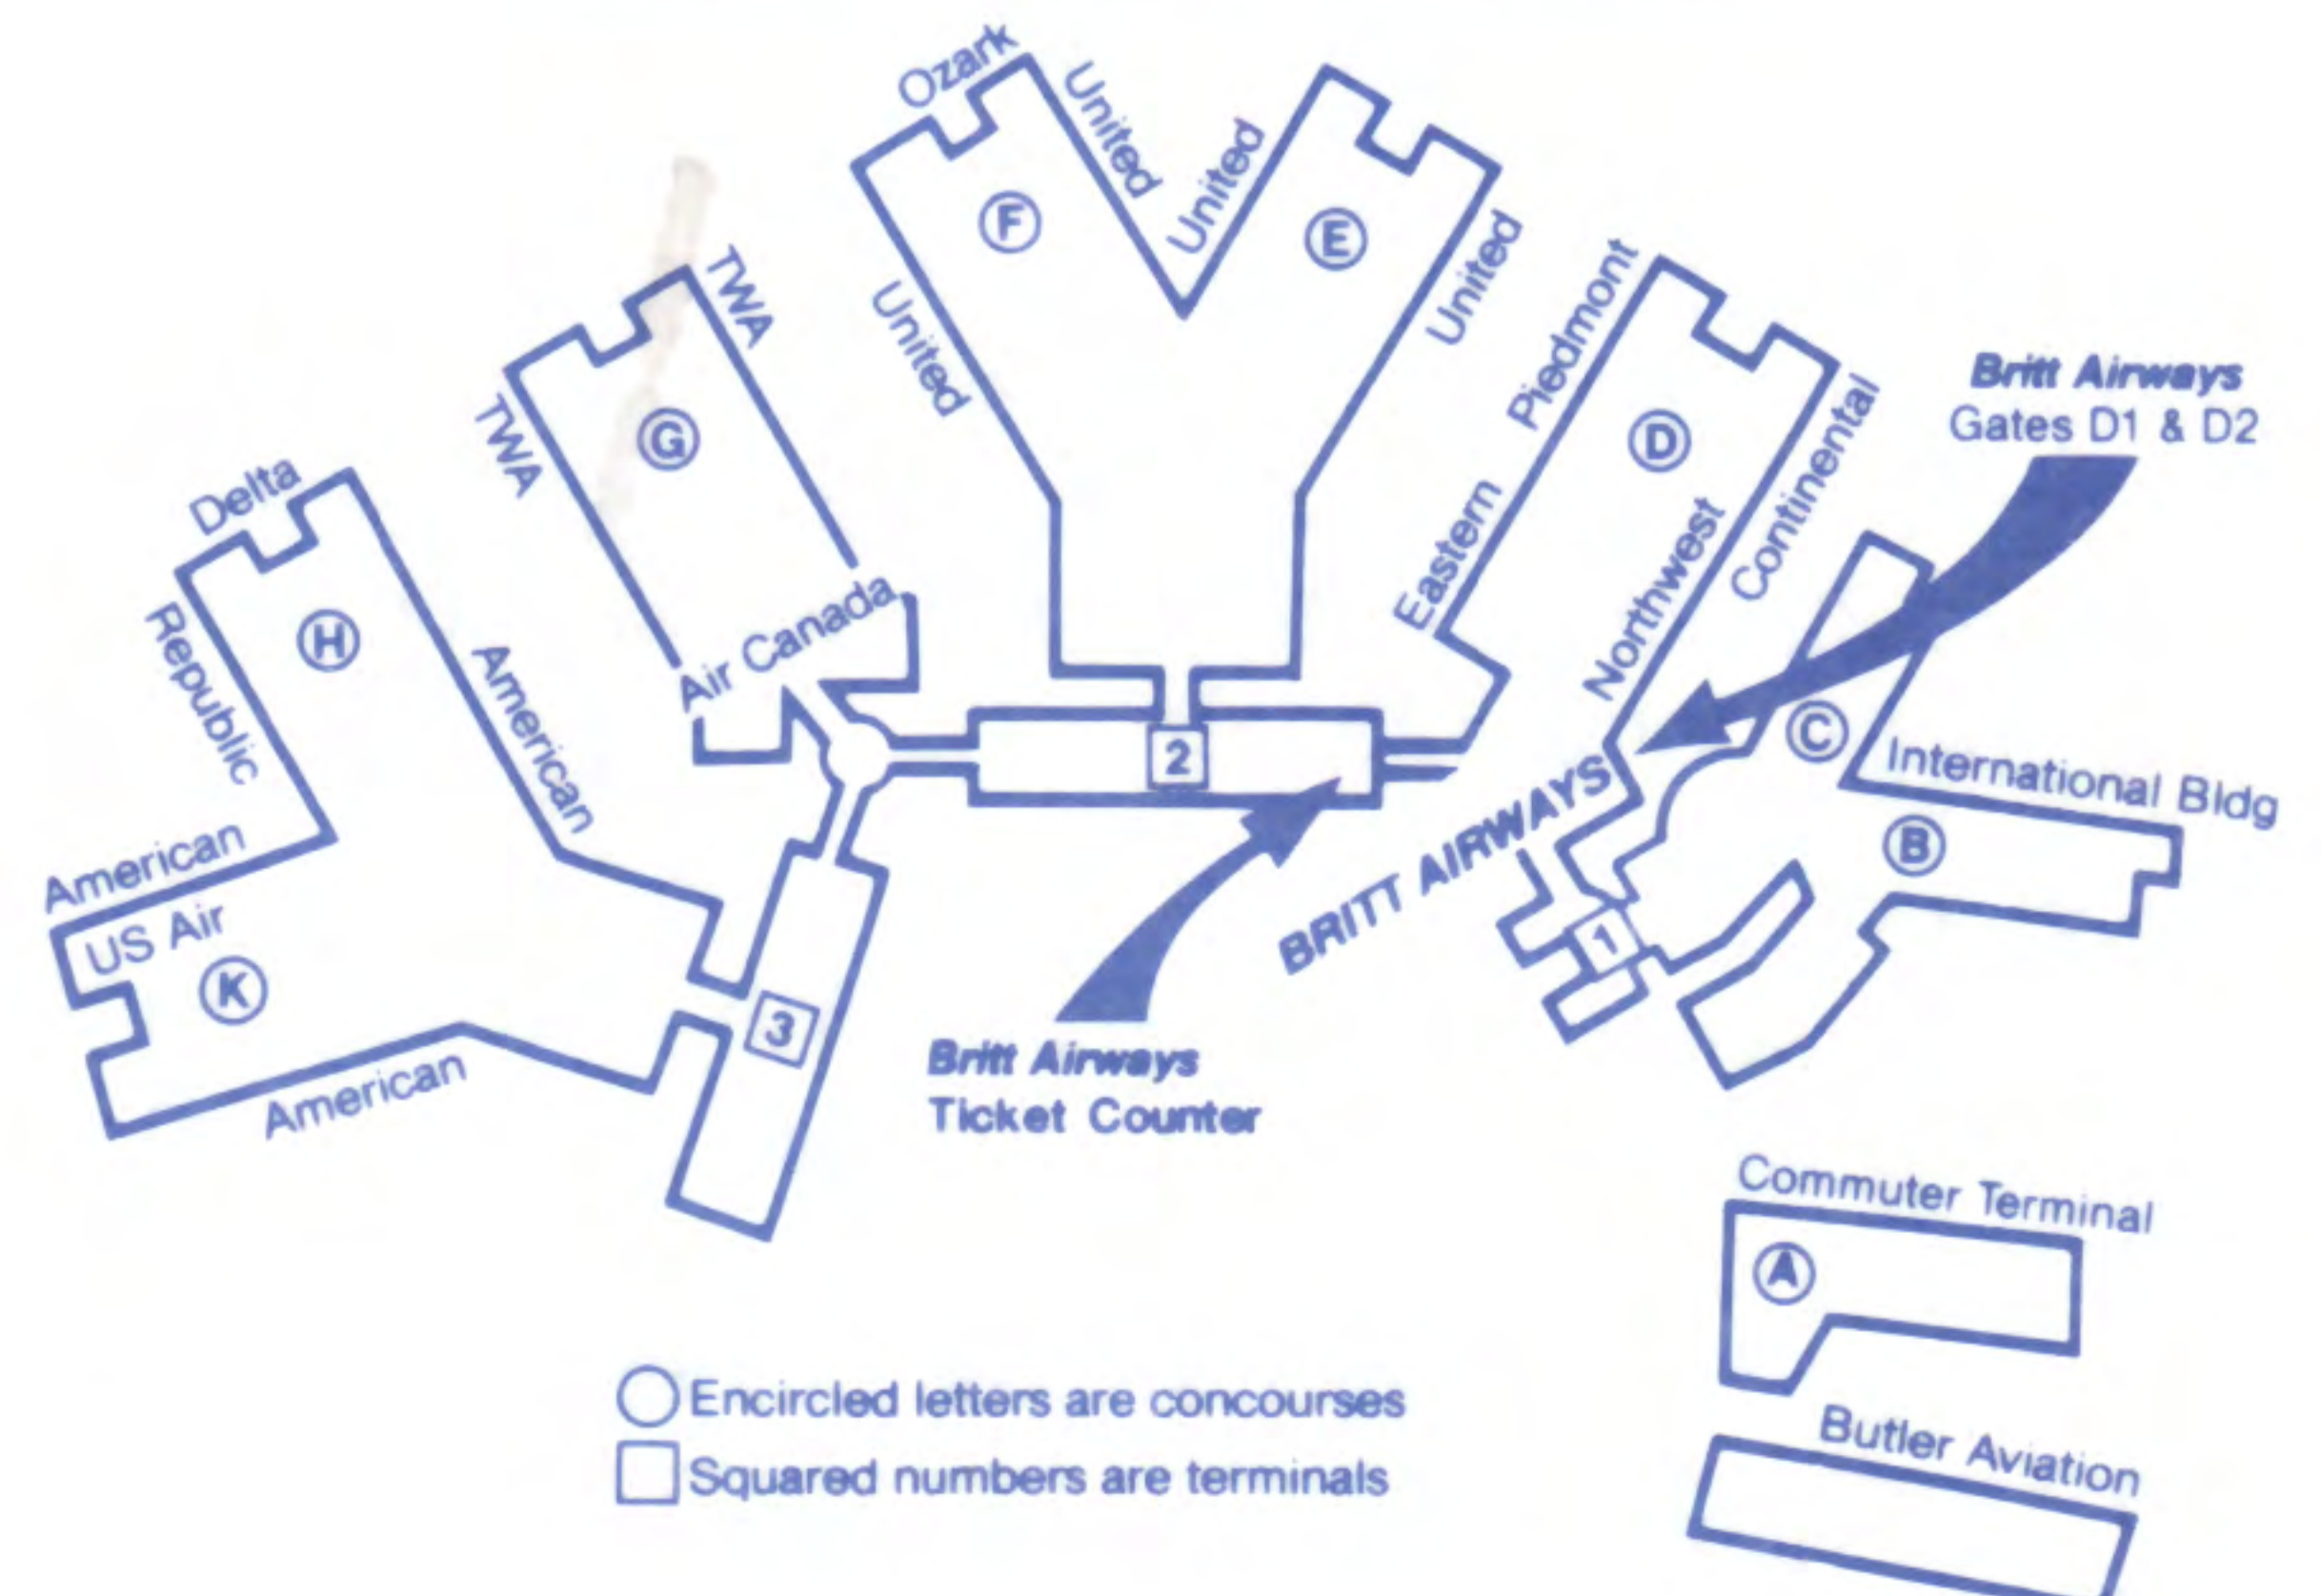 Ozark
United
United
F
E
United
United
TWA
TWA
G
Piedmont
Eastern
D
Continental
Northwest
Britt Airways
Gates D1 & D2
Delta
H
Republic
American
Air Canada
2
C
International Bldg
B
BRITT AIRWAYS
1
American
US Air
K
American
3
Britt Airways
Ticket Counter
Commuter Terminal
A
Encircled letters are concourses
Squared numbers are terminals
Butler Aviation